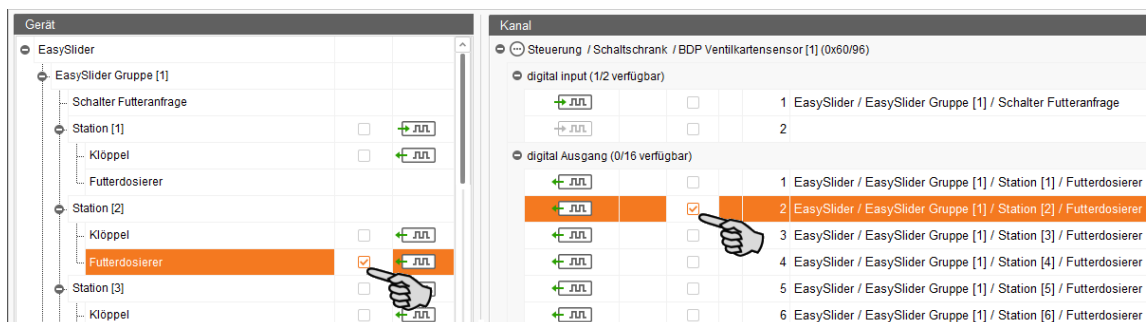 Gerät
EasySlider
EasySlider Gruppe [1]
Schalter Futteranfrage
Station [1]
Klöppel
Futterdosierer
Station [2]
Klöppel
Futterdosierer
Station [3]
Klöppel
Kanal
Steuerung / Schaltschrank / BDP Ventilkartensensor [1] (0x60/96)
digital input (1/2 verfügbar)
1 EasySlider / EasySlider Gruppe [1] / Schalter Futteranfrage
2
digital Ausgang (0/16 verfügbar)
1 EasySlider / EasySlider Gruppe [1] / Station [1] / Futterdosierer
2 EasySlider / EasySlider Gruppe [1] / Station [2] / Futterdosierer
3 EasySlider / EasySlider Gruppe [1] / Station [3] / Futterdosierer
4 EasySlider / EasySlider Gruppe [1] / Station [4] / Futterdosierer
5 EasySlider / EasySlider Gruppe [1] / Station [5] / Futterdosierer
6 EasySlider / EasySlider Gruppe [1] / Station [6] / Futterdosierer